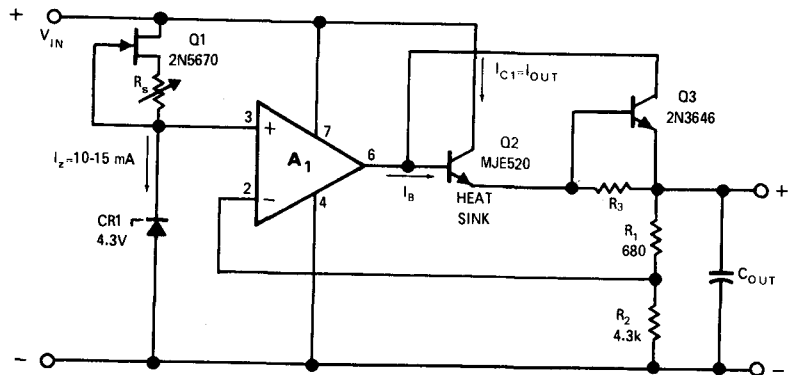 +
V_IN
Q1
2N5670
R_s
I_z=10-15 mA
CR1
4.3V
3
+
A_1
2
−
7
4
6
I_B
I_C1=I_OUT
Q2
MJE520
HEAT
SINK
Q3
2N3646
R_3
R_1
680
R_2
4.3k
C_OUT
+
−
−